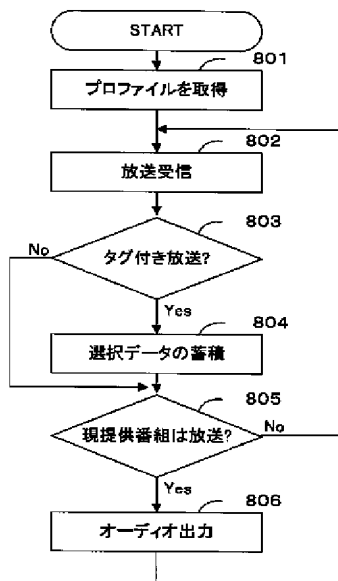 START
801
プロファイルを取得
802
放送受信
803
タグ付き放送?
No
Yes
804
選択データの蓄積
805
現提供番組は放送?
No
Yes
806
オーディオ出力